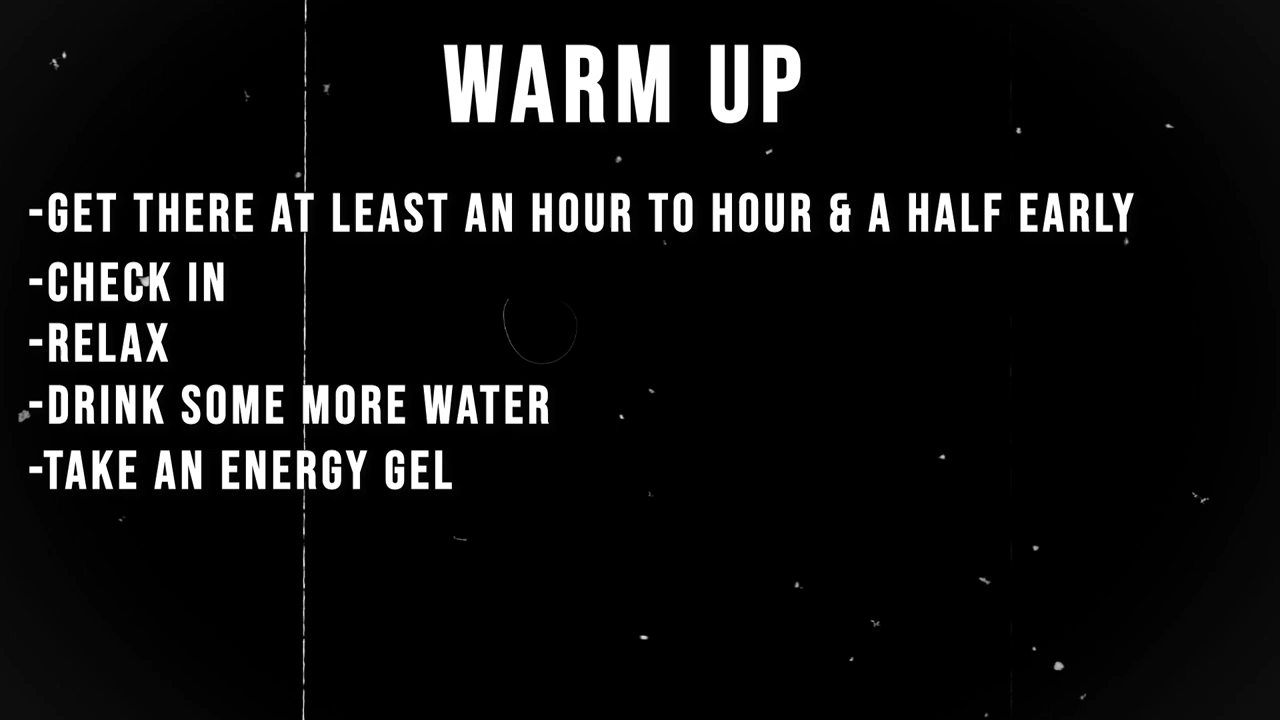 WARM UP
-GET THERE AT LEAST AN HOUR TO HOUR & A HALF EARLY
-CHECK IN
-RELAX
-DRINK SOME MORE WATER
-TAKE AN ENERGY GEL